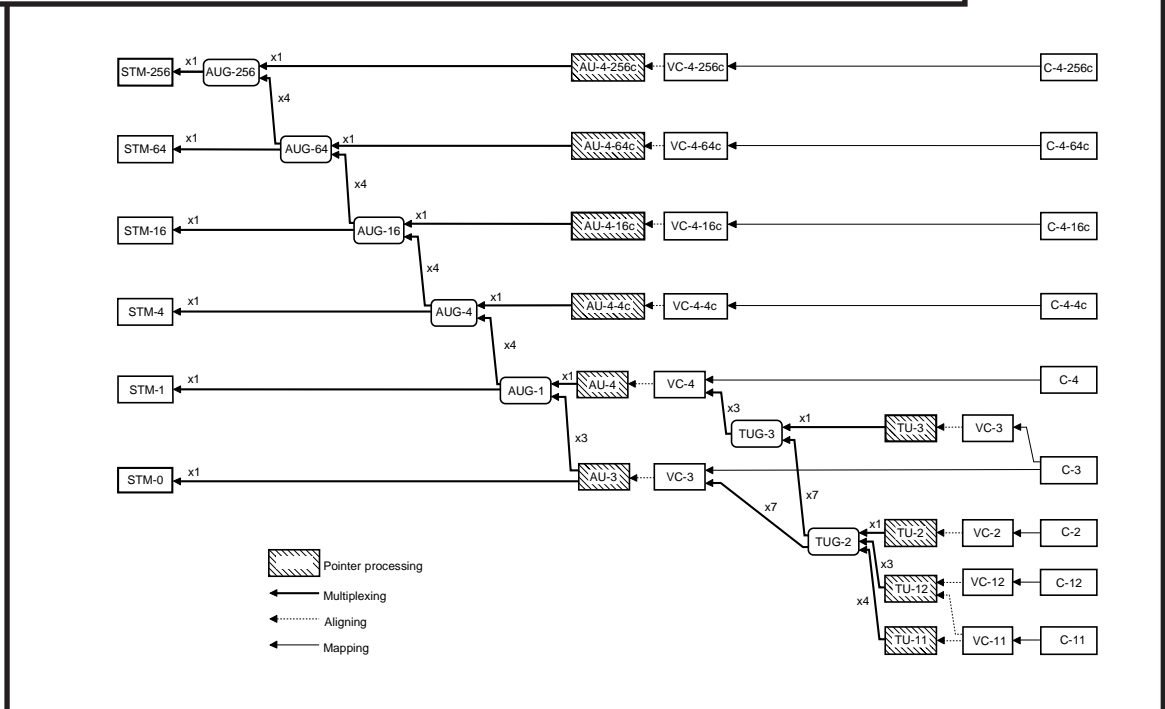 x1 x1
STM-256 AUG-256 AU-4-256c VC-4-256c C-4-256c
x4
x1 x1
STM-64 AUG-64 AU-4-64c VC-4-64c C-4-64c
x4
x1 x1
STM-16 AUG-16 AU-4-16c VC-4-16c C-4-16c
x4
x1 x1
STM-4 AUG-4 AU-4-4c VC-4-4c C-4-4c
x4
x1 x1
STM-1 AUG-1 AU-4 VC-4 C-4
x3 x1
TUG-3 TU-3 VC-3
x3
x1
STM-0 AU-3 VC-3 C-3
x7 x7
x1
TUG-2 TU-2 VC-2 C-2
x3
TU-12 VC-12 C-12
x4
TU-11 VC-11 C-11
Pointer processing
Multiplexing
Aligning
Mapping